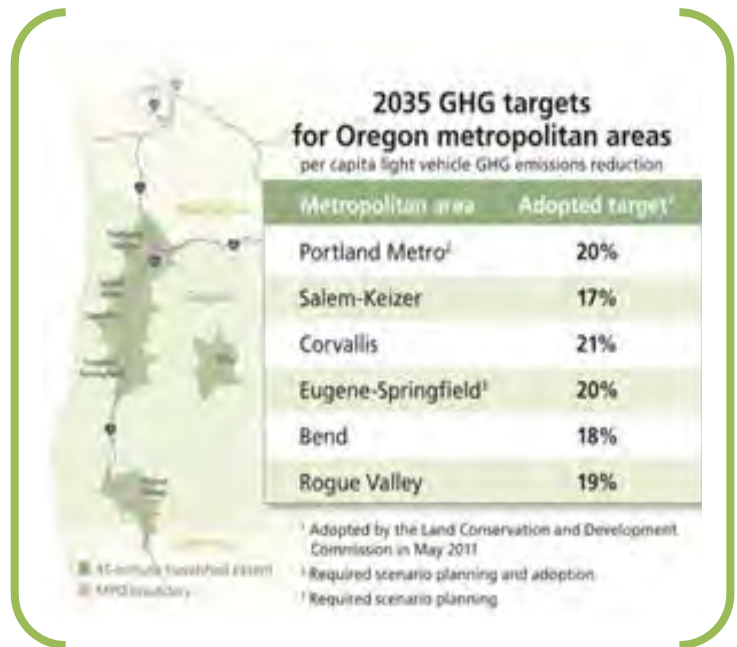 2035 GHG targets
for Oregon metropolitan areas
per capita light vehicle GHG emissions reduction
Metropolitan area Adopted target¹
Portland Metro² 20%
Salem-Keizer 17%
Corvallis 21%
Eugene-Springfield³ 20%
Bend 18%
Rogue Valley 19%
¹ Adopted by the Land Conservation and Development
Commission in May 2011
² Required scenario planning and adoption
³ Required scenario planning
MPO boundary